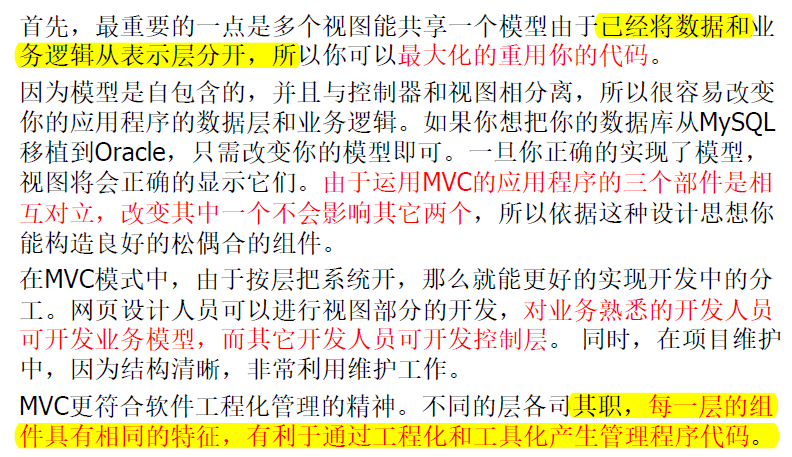 首先，最重要的一点是多个视图能共享一个模型由于已经将数据和业
务逻辑从表示层分开，所以你可以最大化的重用你的代码。
因为模型是自包含的，并且与控制器和视图相分离，所以很容易改变
你的应用程序的数据层和业务逻辑。如果你想把你的数据库从MySQL
移植到Oracle，只需改变你的模型即可。一旦你正确的实现了模型，
视图将会正确的显示它们。由于运用MVC的应用程序的三个部件是相
互对立，改变其中一个不会影响其它两个，所以依据这种设计思想你
能构造良好的松偶合的组件。
在MVC模式中，由于按层把系统开，那么就能更好的实现开发中的分
工。网页设计人员可以进行视图部分的开发，对业务熟悉的开发人员
可开发业务模型，而其它开发人员可开发控制层。 同时，在项目维护
中，因为结构清晰，非常利用维护工作。
MVC更符合软件工程化管理的精神。不同的层各司其职，每一层的组
件具有相同的特征，有利于通过工程化和工具化产生管理程序代码。